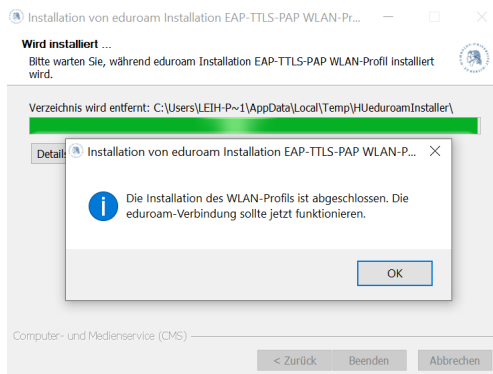 Installation von eduroam Installation EAP-TTLS-PAP WLAN-Pr...
Wird installiert ...
Bitte warten Sie, während eduroam Installation EAP-TTLS-PAP WLAN-Profil installiert
wird.
Verzeichnis wird entfernt: C:\Users\LEIH-P~1\AppData\Local\Temp\HUeduroamInstaller\
Details
Installation von eduroam Installation EAP-TTLS-PAP WLAN-P...
Die Installation des WLAN-Profils ist abgeschlossen. Die
eduroam-Verbindung sollte jetzt funktionieren.
OK
Computer- und Medienservice (CMS)
< Zurück Beenden Abbrechen